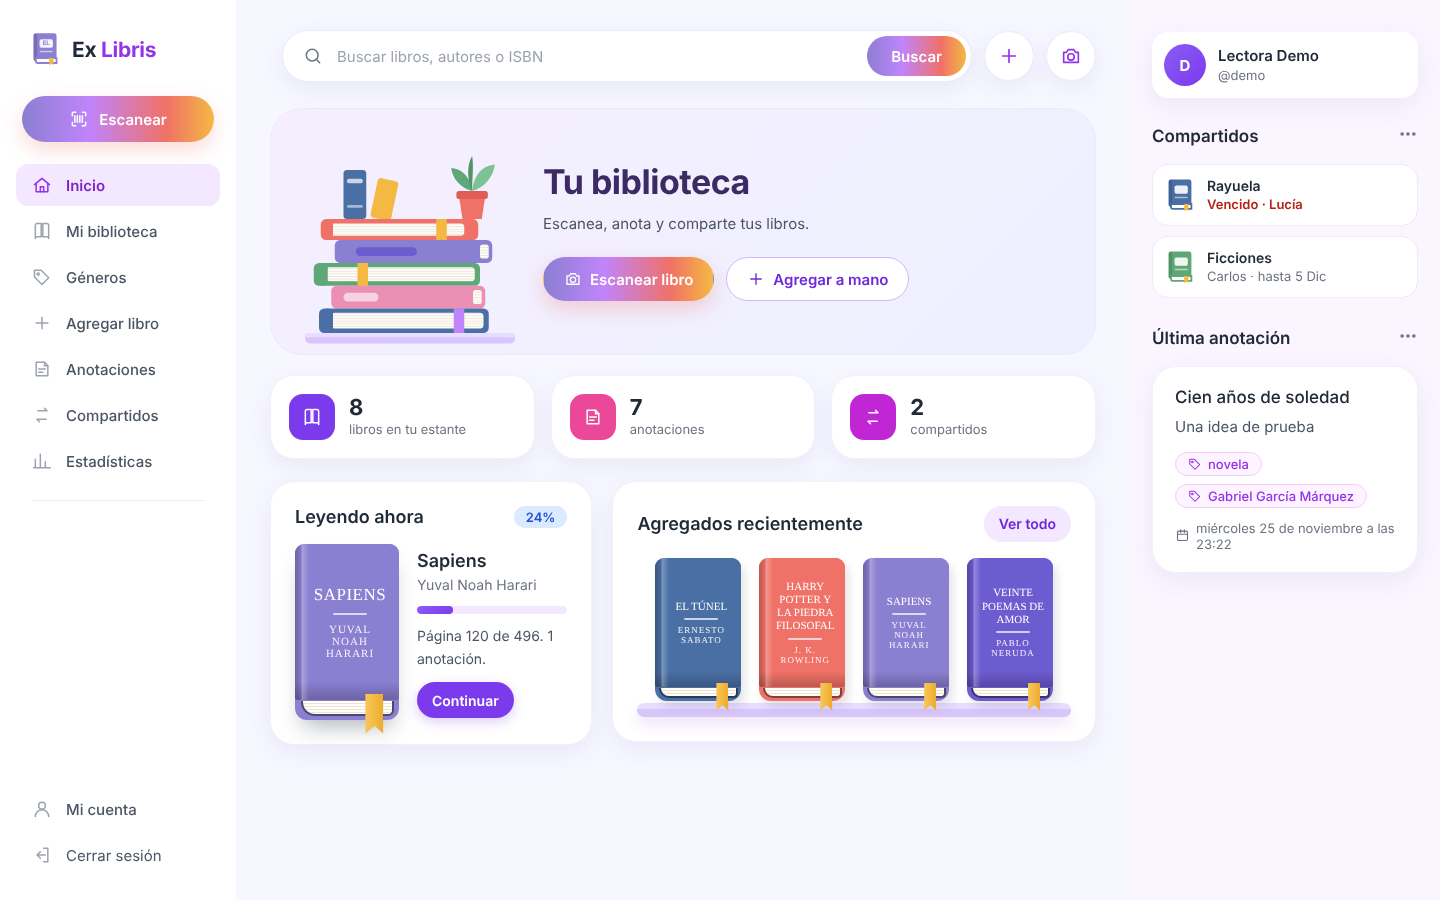 Ex Libris
Escanear
Inicio
Mi biblioteca
Géneros
Agregar libro
Anotaciones
Compartidos
Estadísticas
Mi cuenta
Cerrar sesión
Buscar libros, autores o ISBN
Buscar
Tu biblioteca
Escanea, anota y comparte tus libros.
Escanear libro
Agregar a mano
8
libros en tu estante
7
anotaciones
2
compartidos
Leyendo ahora
24%
SAPIENS
YUVAL
NOAH
HARARI
Sapiens
Yuval Noah Harari
Página 120 de 496. 1
anotación.
Continuar
Agregados recientemente
Ver todo
EL TÚNEL
ERNESTO
SABATO
HARRY
POTTER Y
LA PIEDRA
FILOSOFAL
J. K.
ROWLING
SAPIENS
YUVAL
NOAH
HARARI
VEINTE
POEMAS DE
AMOR
PABLO
NERUDA
D
Lectora Demo
@demo
Compartidos
Rayuela
Vencido · Lucía
Ficciones
Carlos · hasta 5 Dic
Última anotación
Cien años de soledad
Una idea de prueba
novela
Gabriel García Márquez
miércoles 25 de noviembre a las
23:22